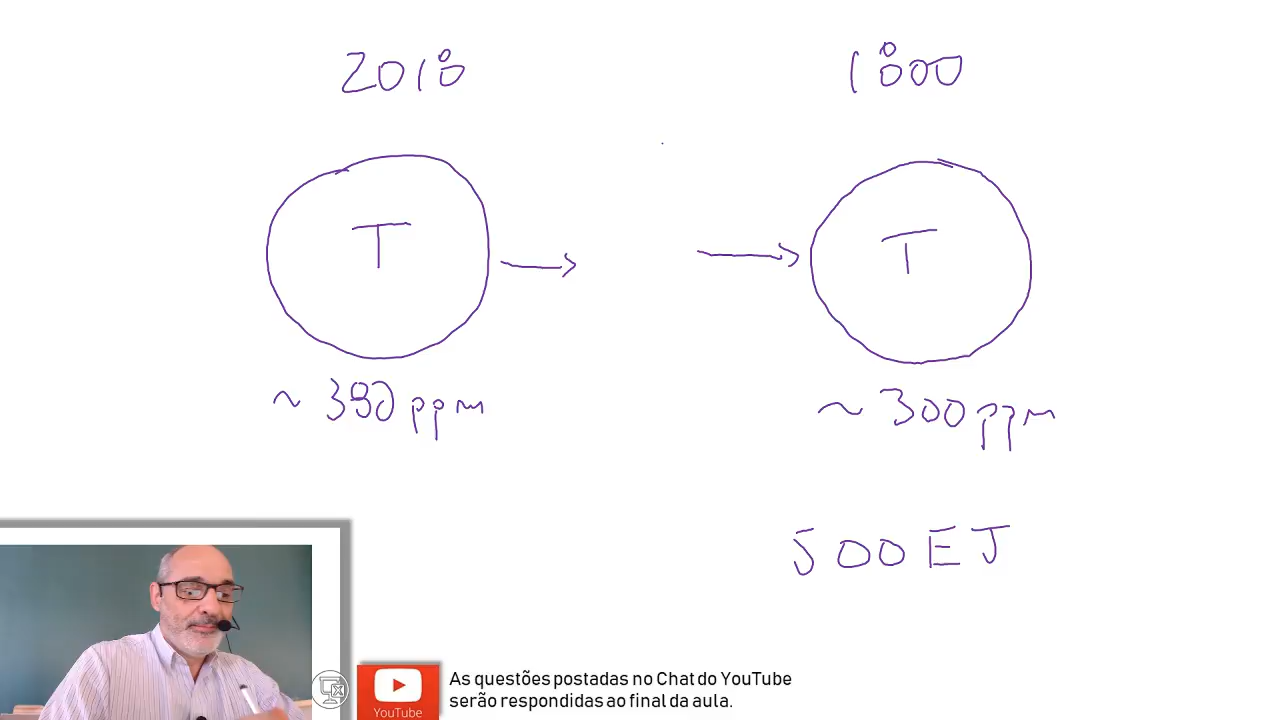 2018
1800
T
T
~ 390 ppm
~ 300 ppm
500 EJ
As questões postadas no Chat do YouTube
serão respondidas ao final da aula.
YouTube